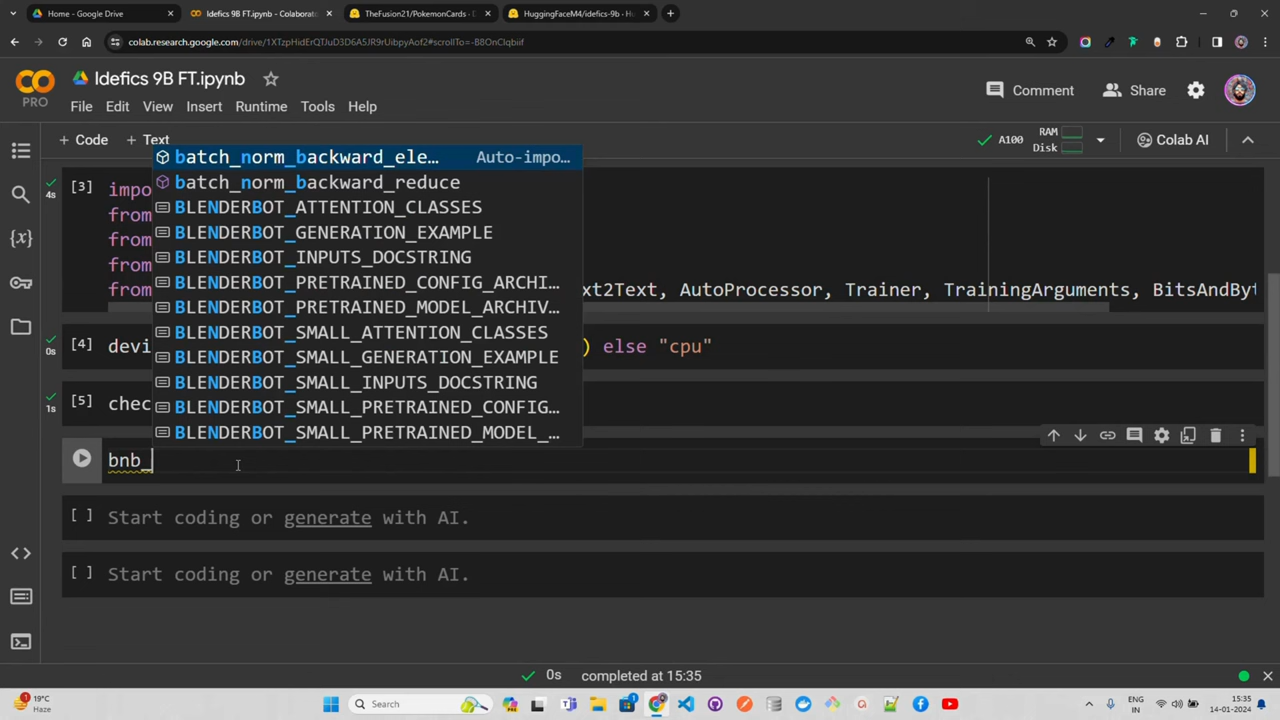 Home - Google Drive
Idefics 9B FT.ipynb - Colaborate
TheFusion21/PokemonCards - D
HuggingFaceM4/idefics-9b - Hu
colab.research.google.com/drive/1XTzpHidErQTJuD3D6A5JR9rUibpyAof2#scrollTo=-B8OnClqbiif
CO
PRO
Idefics 9B FT.ipynb
File Edit View Insert Runtime Tools Help
Comment
Share
+ Code + Text
A100
RAM
Disk
Colab AI
batch_norm_backward_ele… Auto-impo…
batch_norm_backward_reduce
BLENDERBOT_ATTENTION_CLASSES
BLENDERBOT_GENERATION_EXAMPLE
BLENDERBOT_INPUTS_DOCSTRING
BLENDERBOT_PRETRAINED_CONFIG_ARCHI…
BLENDERBOT_PRETRAINED_MODEL_ARCHIV…
BLENDERBOT_SMALL_ATTENTION_CLASSES
BLENDERBOT_SMALL_GENERATION_EXAMPLE
BLENDERBOT_SMALL_INPUTS_DOCSTRING
BLENDERBOT_SMALL_PRETRAINED_CONFIG…
BLENDERBOT_SMALL_PRETRAINED_MODEL_…
[3] impo
4s
from
from
from
from xt2Text, AutoProcessor, Trainer, TrainingArguments, BitsAndByt
[4] devi ) else "cpu"
0s
[5] chec
1s
bnb_
[ ] Start coding or generate with AI.
[ ] Start coding or generate with AI.
0s completed at 15:35
19°C
Haze
Search
ENG
IN
15:35
14-01-2024